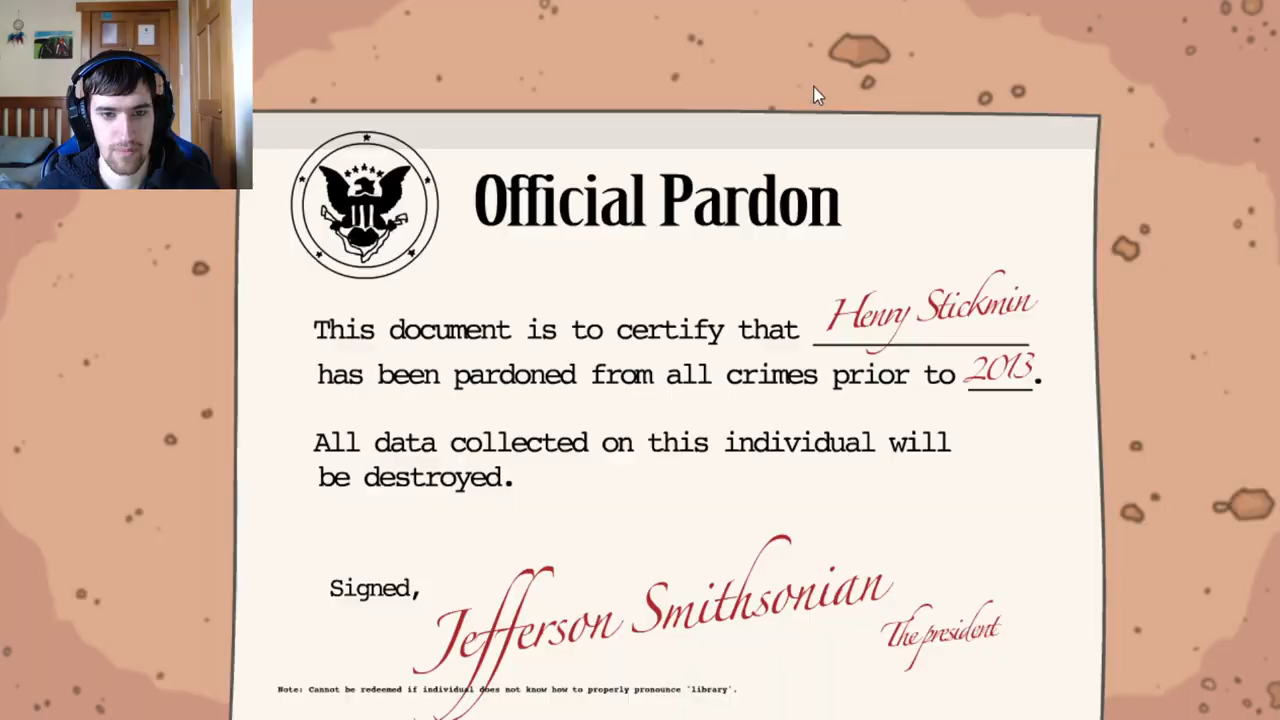 Official Pardon
This document is to certify that Henry Stickmin
has been pardoned from all crimes prior to 2013.
All data collected on this individual will
be destroyed.
Signed,
Jefferson Smithsonian
The president
Note: Cannot be redeemed if individual does not know how to properly pronounce 'library'.